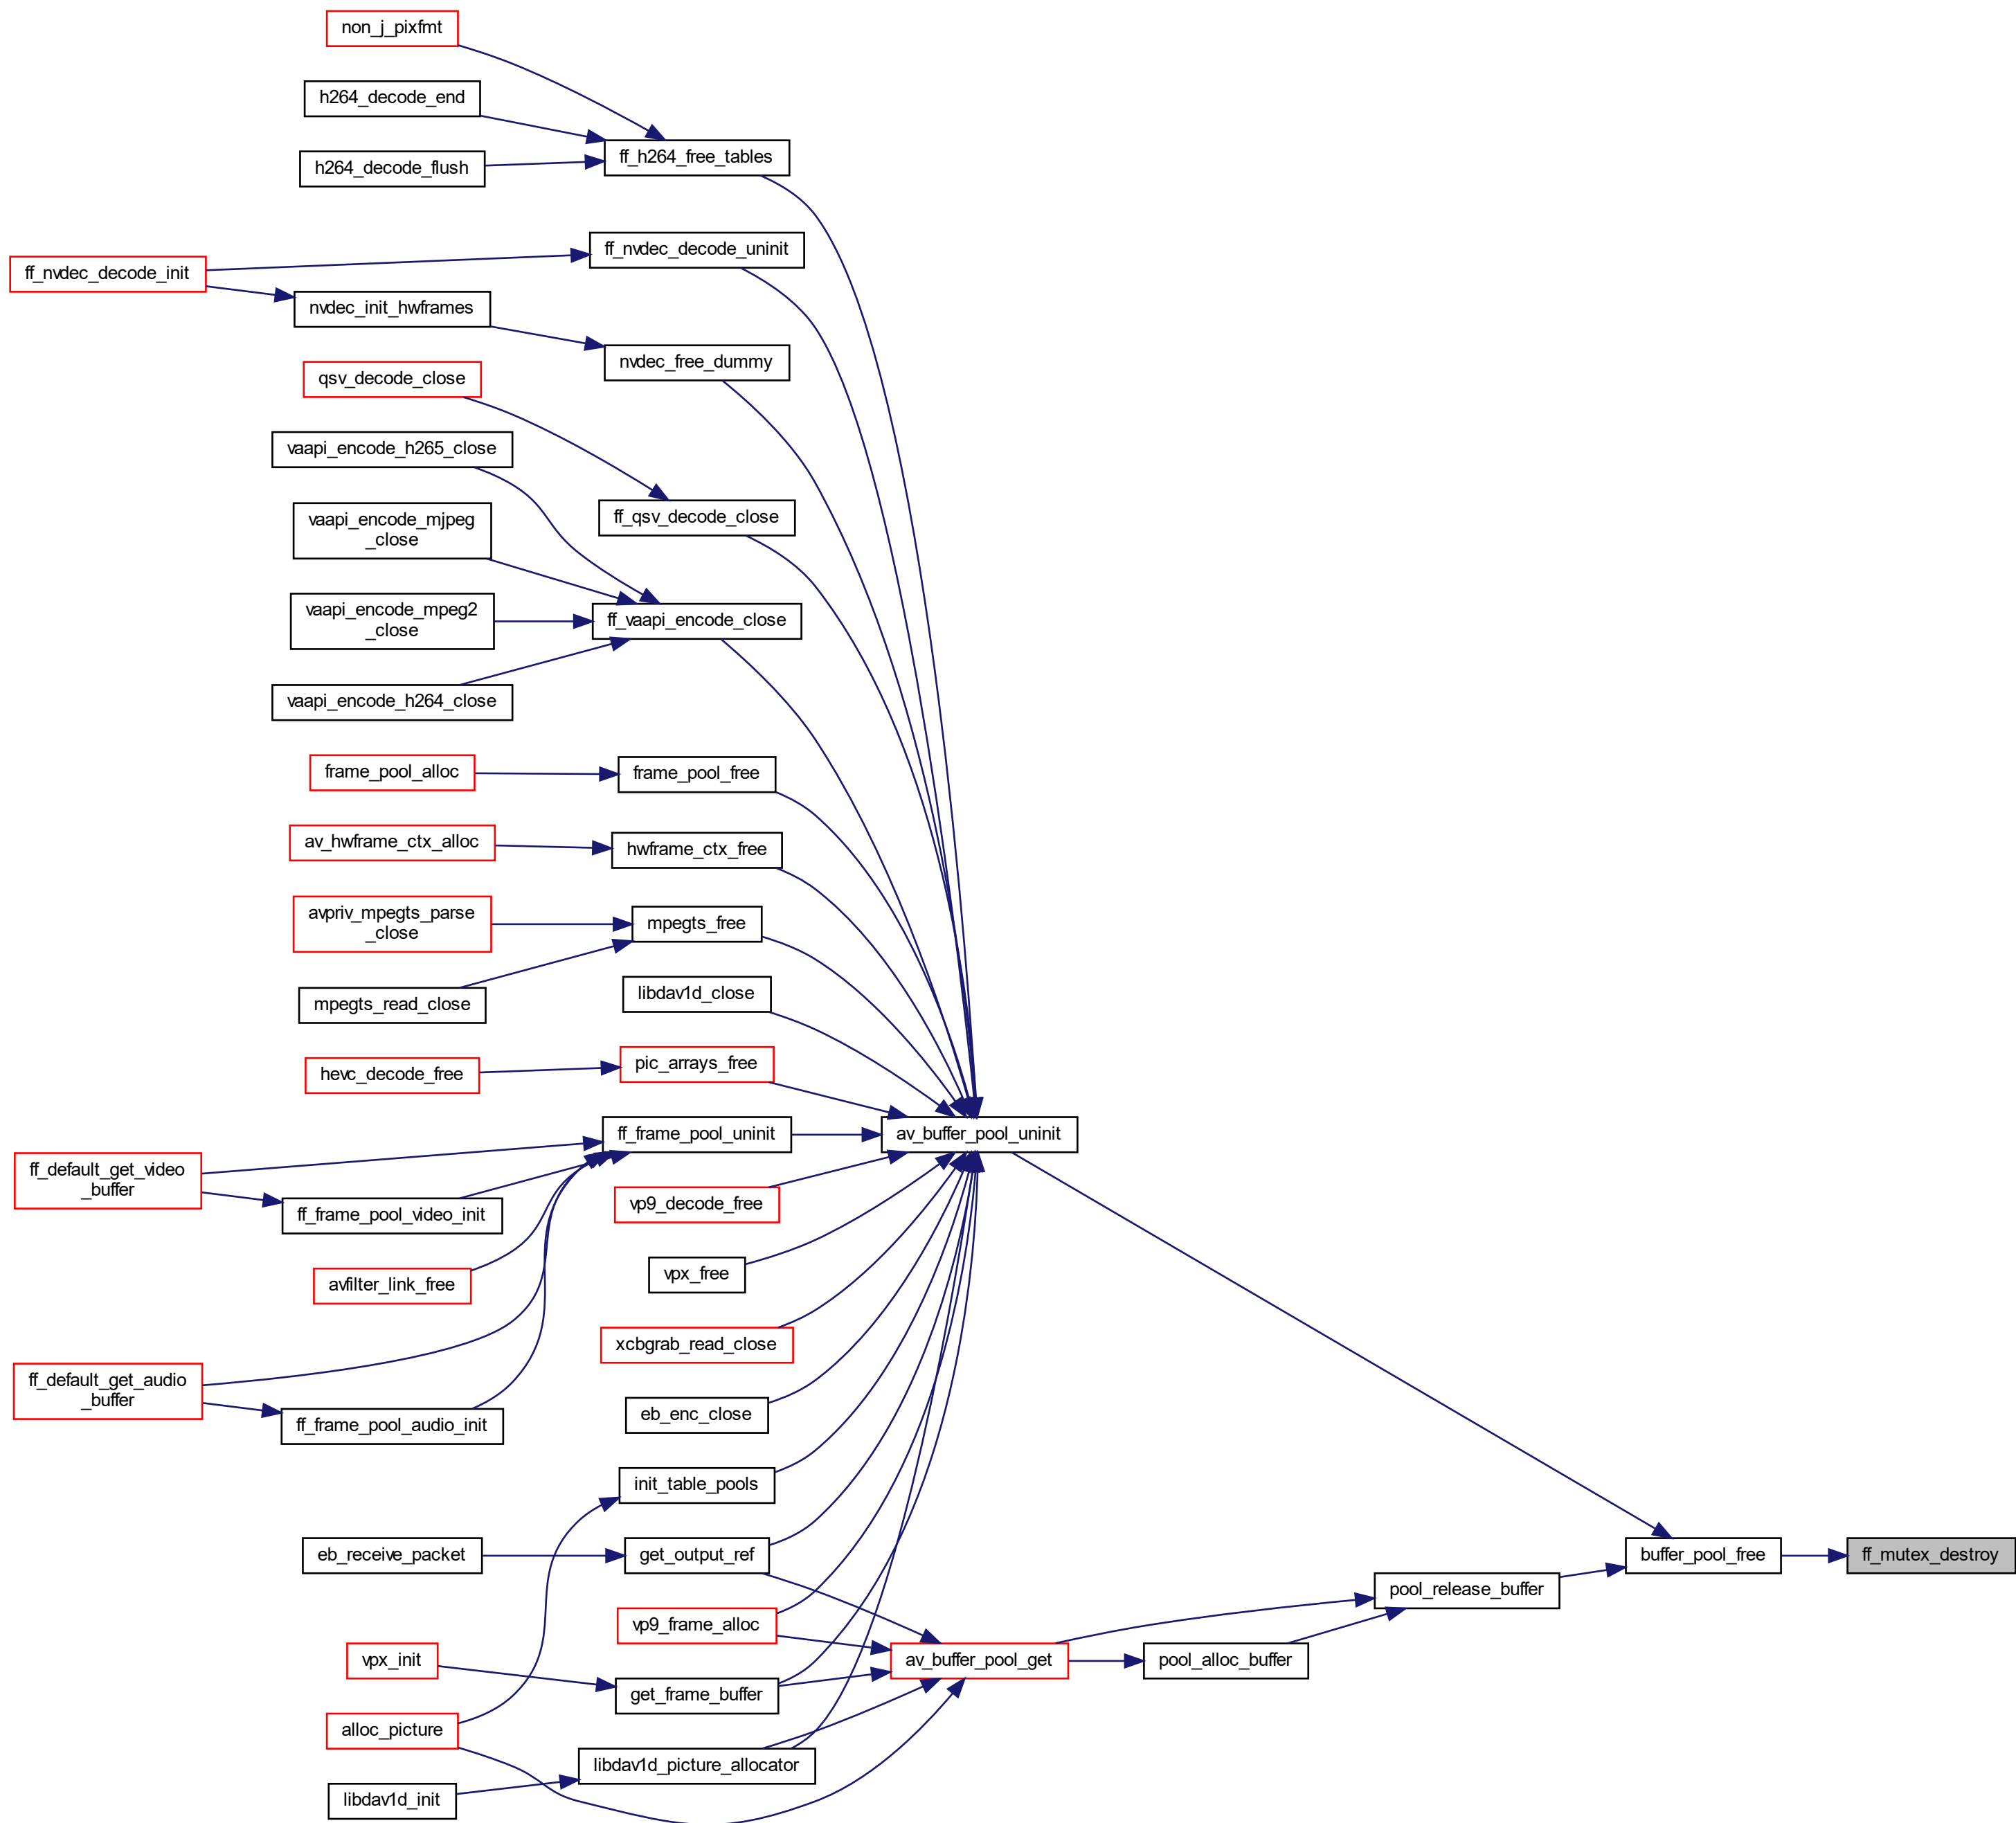 non_j_pixfmt
h264_decode_end
ff_h264_free_tables
h264_decode_flush
ff_nvdec_decode_uninit
ff_nvdec_decode_init
nvdec_init_hwframes
nvdec_free_dummy
qsv_decode_close
vaapi_encode_h265_close
ff_qsv_decode_close
vaapi_encode_mjpeg
_close
vaapi_encode_mpeg2
_close
ff_vaapi_encode_close
vaapi_encode_h264_close
frame_pool_alloc
frame_pool_free
av_hwframe_ctx_alloc
hwframe_ctx_free
avpriv_mpegts_parse
_close
mpegts_free
mpegts_read_close
libdav1d_close
hevc_decode_free
pic_arrays_free
ff_frame_pool_uninit
av_buffer_pool_uninit
ff_default_get_video
_buffer
ff_frame_pool_video_init
vp9_decode_free
avfilter_link_free
vpx_free
xcbgrab_read_close
ff_default_get_audio
_buffer
ff_frame_pool_audio_init
eb_enc_close
init_table_pools
eb_receive_packet
get_output_ref
buffer_pool_free
ff_mutex_destroy
pool_release_buffer
vp9_frame_alloc
vpx_init
av_buffer_pool_get
pool_alloc_buffer
get_frame_buffer
alloc_picture
libdav1d_picture_allocator
libdav1d_init